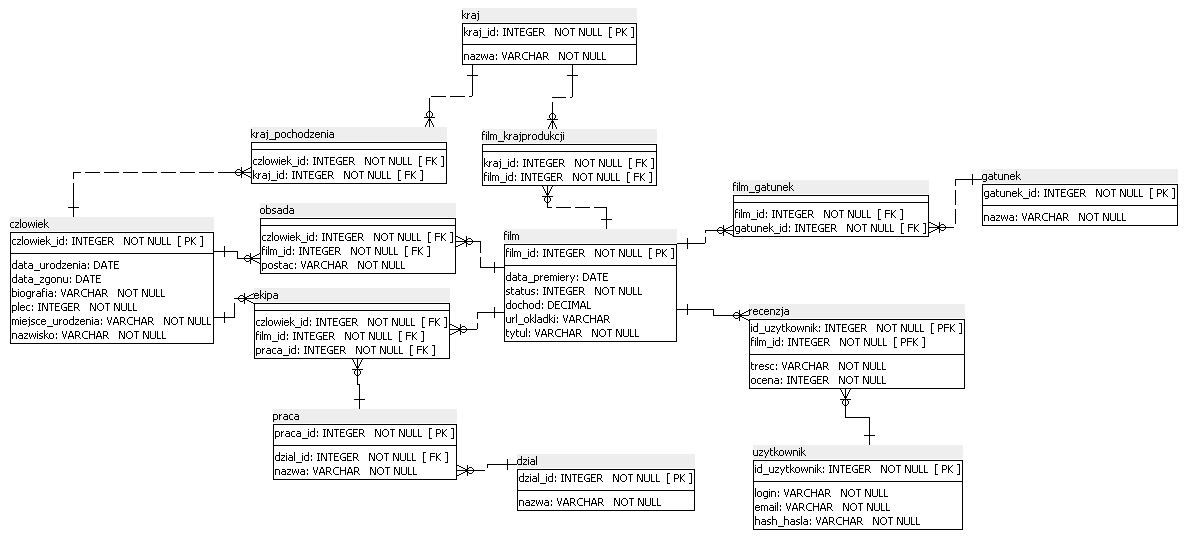 kraj
kraj_id: INTEGER NOT NULL [ PK ]
nazwa: VARCHAR NOT NULL
kraj_pochodzenia
czlowiek_id: INTEGER NOT NULL [ FK ]
kraj_id: INTEGER NOT NULL [ FK ]
film_krajprodukcji
kraj_id: INTEGER NOT NULL [ FK ]
film_id: INTEGER NOT NULL [ FK ]
film_gatunek
film_id: INTEGER NOT NULL [ FK ]
gatunek_id: INTEGER NOT NULL [ FK ]
gatunek
gatunek_id: INTEGER NOT NULL [ PK ]
nazwa: VARCHAR NOT NULL
czlowiek
czlowiek_id: INTEGER NOT NULL [ PK ]
data_urodzenia: DATE
data_zgonu: DATE
biografia: VARCHAR NOT NULL
plec: INTEGER NOT NULL
miejsce_urodzenia: VARCHAR NOT NULL
nazwisko: VARCHAR NOT NULL
obsada
czlowiek_id: INTEGER NOT NULL [ FK ]
film_id: INTEGER NOT NULL [ FK ]
postac: VARCHAR NOT NULL
film
film_id: INTEGER NOT NULL [ PK ]
data_premiery: DATE
status: INTEGER NOT NULL
dochod: DECIMAL
url_okladki: VARCHAR
tytul: VARCHAR NOT NULL
ekipa
czlowiek_id: INTEGER NOT NULL [ FK ]
film_id: INTEGER NOT NULL [ FK ]
praca_id: INTEGER NOT NULL [ FK ]
recenzja
id_uzytkownik: INTEGER NOT NULL [ PFK ]
film_id: INTEGER NOT NULL [ PFK ]
tresc: VARCHAR NOT NULL
ocena: INTEGER NOT NULL
praca
praca_id: INTEGER NOT NULL [ PK ]
dzial_id: INTEGER NOT NULL [ FK ]
nazwa: VARCHAR NOT NULL
dzial
dzial_id: INTEGER NOT NULL [ PK ]
nazwa: VARCHAR NOT NULL
uzytkownik
id_uzytkownik: INTEGER NOT NULL [ PK ]
login: VARCHAR NOT NULL
email: VARCHAR NOT NULL
hash_hasla: VARCHAR NOT NULL